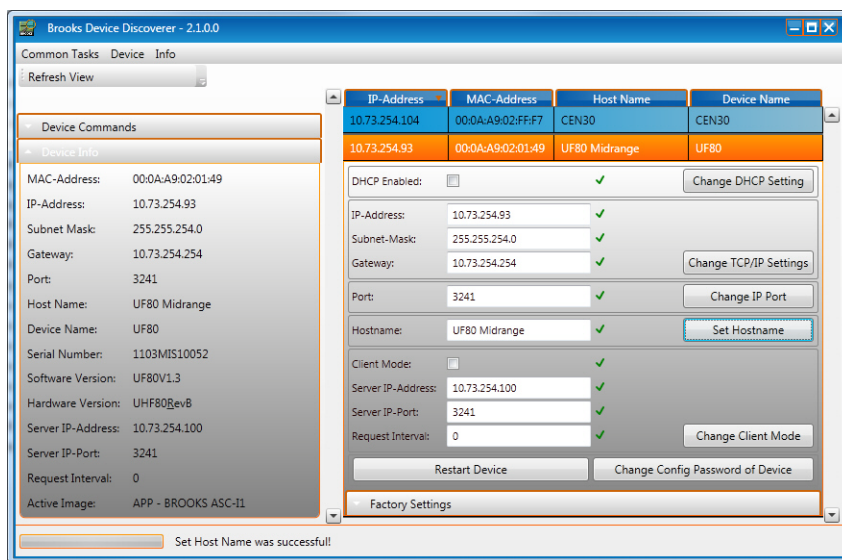 Brooks Device Discoverer - 2.1.0.0
Common Tasks Device Info
Refresh View
Device Commands
Device Info
MAC-Address: 00:0A:A9:02:01:49
IP-Address: 10.73.254.93
Subnet Mask: 255.255.254.0
Gateway: 10.73.254.254
Port: 3241
Host Name: UF80 Midrange
Device Name: UF80
Serial Number: 1103MIS10052
Software Version: UF80V1.3
Hardware Version: UHF80RevB
Server IP-Address: 10.73.254.100
Server IP-Port: 3241
Request Interval: 0
Active Image: APP - BROOKS ASC-I1
IP-Address MAC-Address Host Name Device Name
10.73.254.104 00:0A:A9:02:FF:F7 CEN30 CEN30
10.73.254.93 00:0A:A9:02:01:49 UF80 Midrange UF80
DHCP Enabled: Change DHCP Setting
IP-Address: 10.73.254.93
Subnet-Mask: 255.255.254.0
Gateway: 10.73.254.254 Change TCP/IP Settings
Port: 3241 Change IP Port
Hostname: UF80 Midrange Set Hostname
Client Mode:
Server IP-Address: 10.73.254.100
Server IP-Port: 3241
Request Interval: 0 Change Client Mode
Restart Device Change Config Password of Device
Factory Settings
Set Host Name was successful!